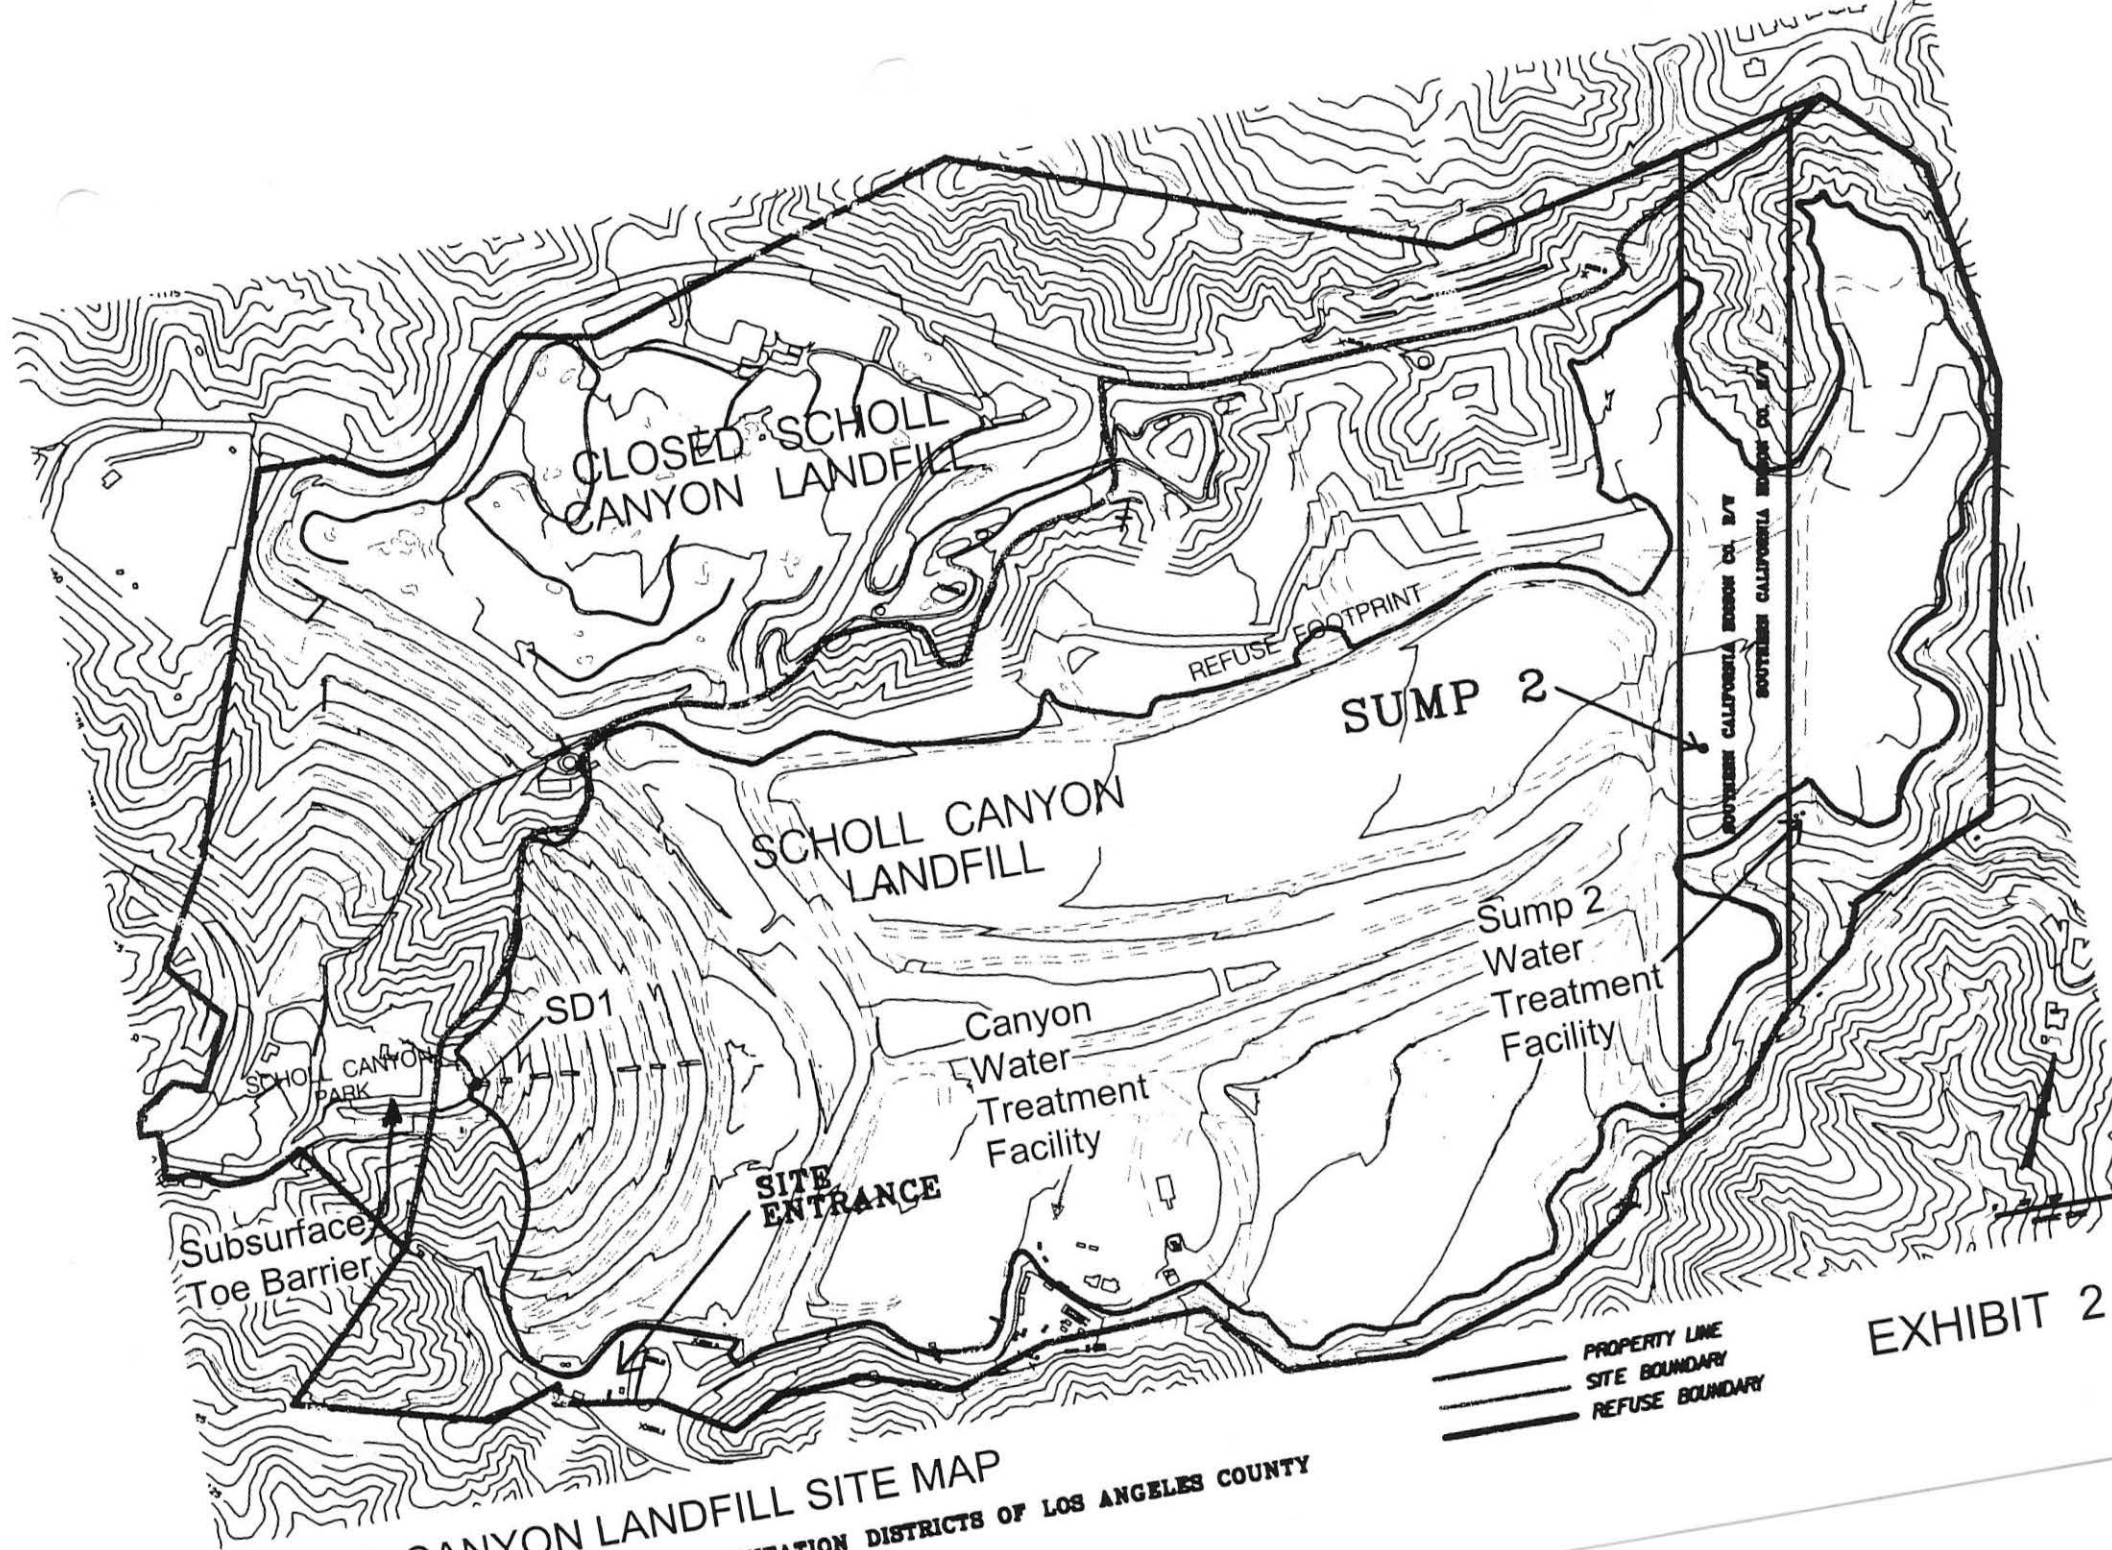 CLOSED SCHOLL
CANYON LANDFILL
REFUSE FOOTPRINT
SUMP 2
SOUTHERN CALIFORNIA EDISON CO. R/W
SOUTHERN CALIFORNIA EDISON CO. R/W
SCHOLL CANYON
LANDFILL
Sump 2
Water
Treatment
Facility
SD1
Canyon
Water
Treatment
Facility
SCHOLL CANYON
PARK
SITE
ENTRANCE
Subsurface
Toe Barrier
PROPERTY LINE
SITE BOUNDARY
REFUSE BOUNDARY
EXHIBIT 2
CANYON LANDFILL SITE MAP
DISTRICTS OF LOS ANGELES COUNTY